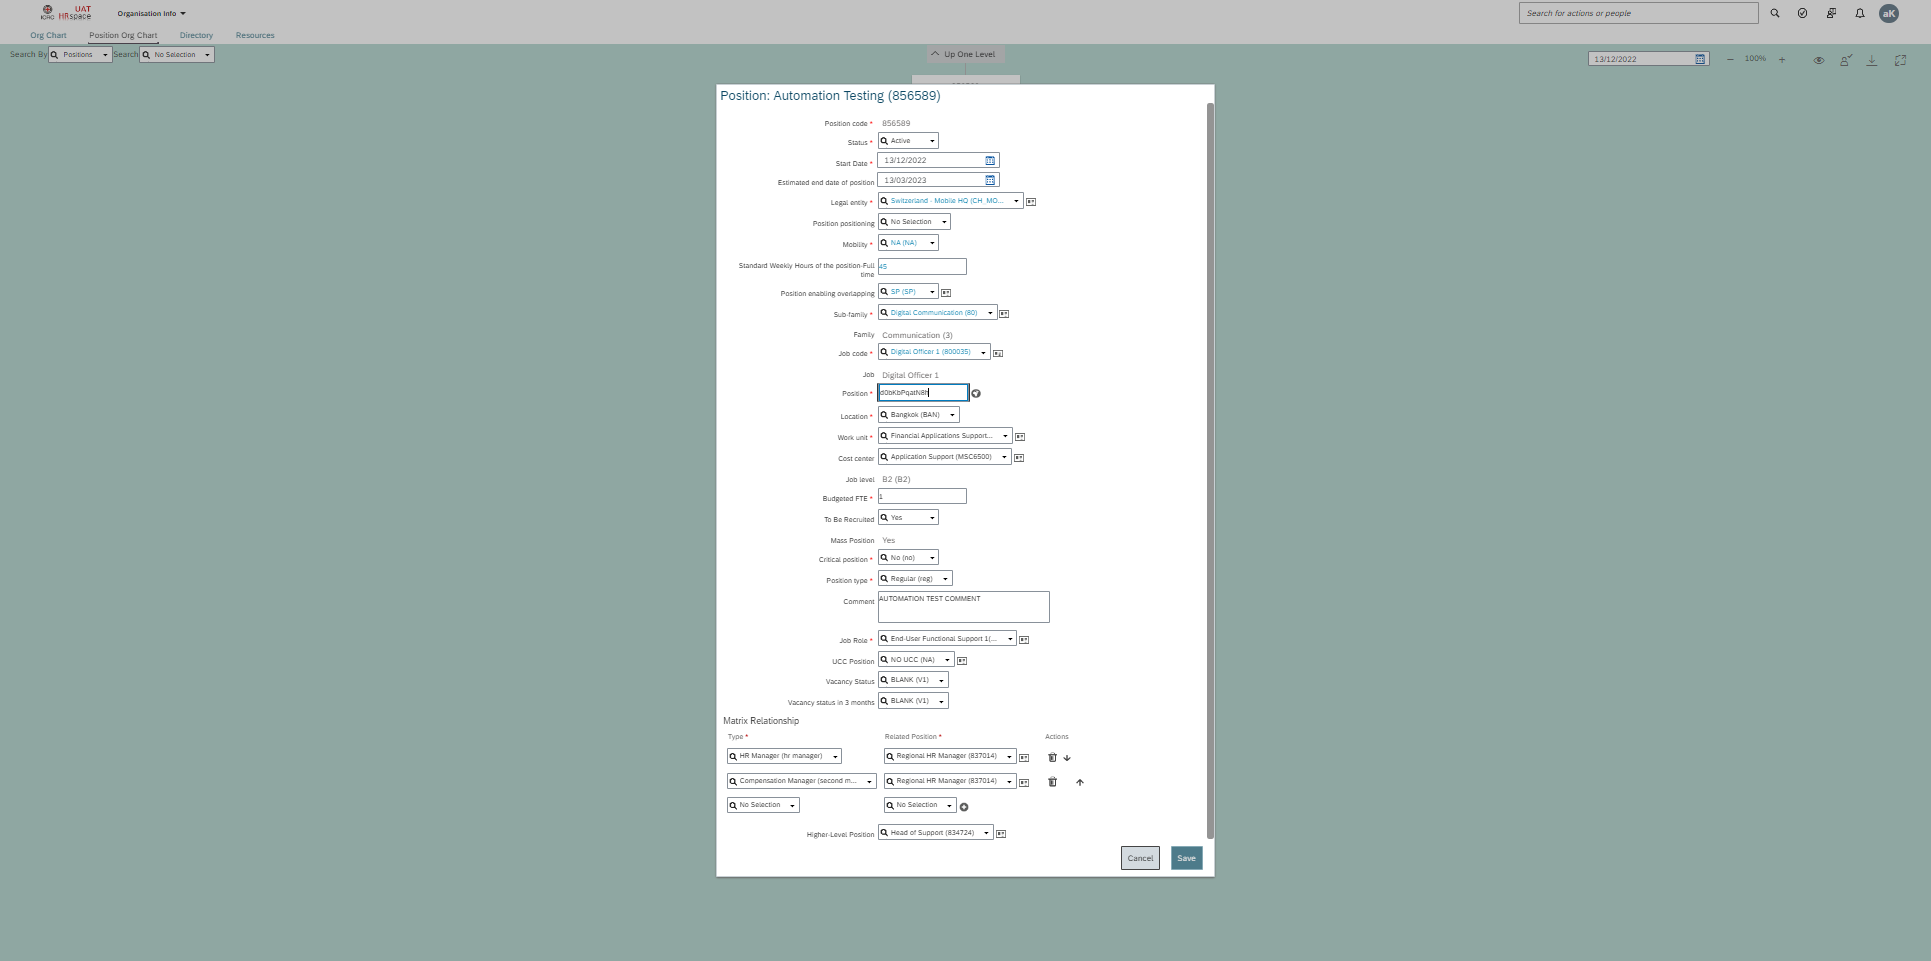 ICRC
UAT
HRspace
Organisation Info
Search for actions or people
aK
Org Chart
Position Org Chart
Directory
Resources
Search By
Positions
Search
No Selection
Up One Level
13/12/2022
100%
Position: Automation Testing (856589)
Position code * 856589
Status * Active
Start Date * 13/12/2022
Estimated end date of position 13/03/2023
Legal entity * Switzerland - Mobile HQ (CH_MO...
Position positioning No Selection
Mobility * NA (NA)
Standard Weekly Hours of the position-Full
time
45
Position enabling overlapping SP (SP)
Sub-family * Digital Communication (80)
Family Communication (3)
Job code * Digital Officer 1 (800035)
Job Digital Officer 1
Position * d0bKbPqatN8h
Location * Bangkok (BAN)
Work unit * Financial Applications Support...
Cost center Application Support (MSC6500)
Job level B2 (B2)
Budgeted FTE * 1
To Be Recruited Yes
Mass Position Yes
Critical position * No (no)
Position type * Regular (reg)
Comment AUTOMATION TEST COMMENT
Job Role * End-User Functional Support 1(...
UCC Position NO UCC (NA)
Vacancy Status BLANK (V1)
Vacancy status in 3 months BLANK (V1)
Matrix Relationship
Type * Related Position * Actions
HR Manager (hr manager) Regional HR Manager (837014)
Compensation Manager (second m... Regional HR Manager (837014)
No Selection No Selection
Higher-Level Position Head of Support (834724)
Cancel
Save